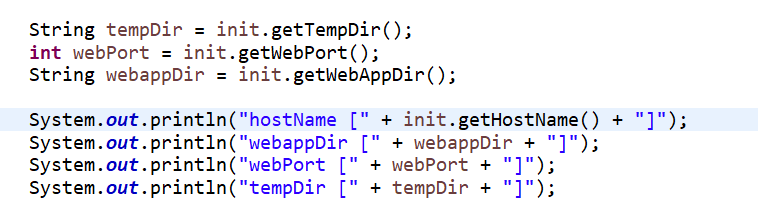 String tempDir = init.getTempDir();
int webPort = init.getWebPort();
String webappDir = init.getWebAppDir();
System.out.println("hostName [" + init.getHostName() + "]");
System.out.println("webappDir [" + webappDir + "]");
System.out.println("webPort [" + webPort + "]");
System.out.println("tempDir [" + tempDir + "]");